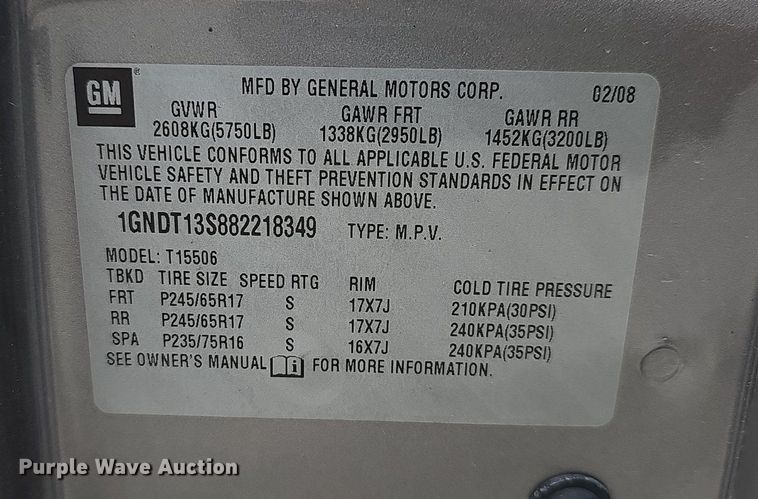 GM ®
MFD BY GENERAL MOTORS CORP. 02/08
GVWR GAWR FRT GAWR RR
2608KG(5750LB) 1338KG(2950LB) 1452KG(3200LB)
THIS VEHICLE CONFORMS TO ALL APPLICABLE U.S. FEDERAL MOTOR
VEHICLE SAFETY AND THEFT PREVENTION STANDARDS IN EFFECT ON
THE DATE OF MANUFACTURE SHOWN ABOVE.
1GNDT13S882218349 TYPE: M.P.V.
MODEL: T15506
TBKD TIRE SIZE SPEED RTG RIM COLD TIRE PRESSURE
FRT P245/65R17 S 17X7J 210KPA(30PSI)
RR P245/65R17 S 17X7J 240KPA(35PSI)
SPA P235/75R16 S 16X7J 240KPA(35PSI)
SEE OWNER'S MANUAL FOR MORE INFORMATION.
Purple Wave Auction